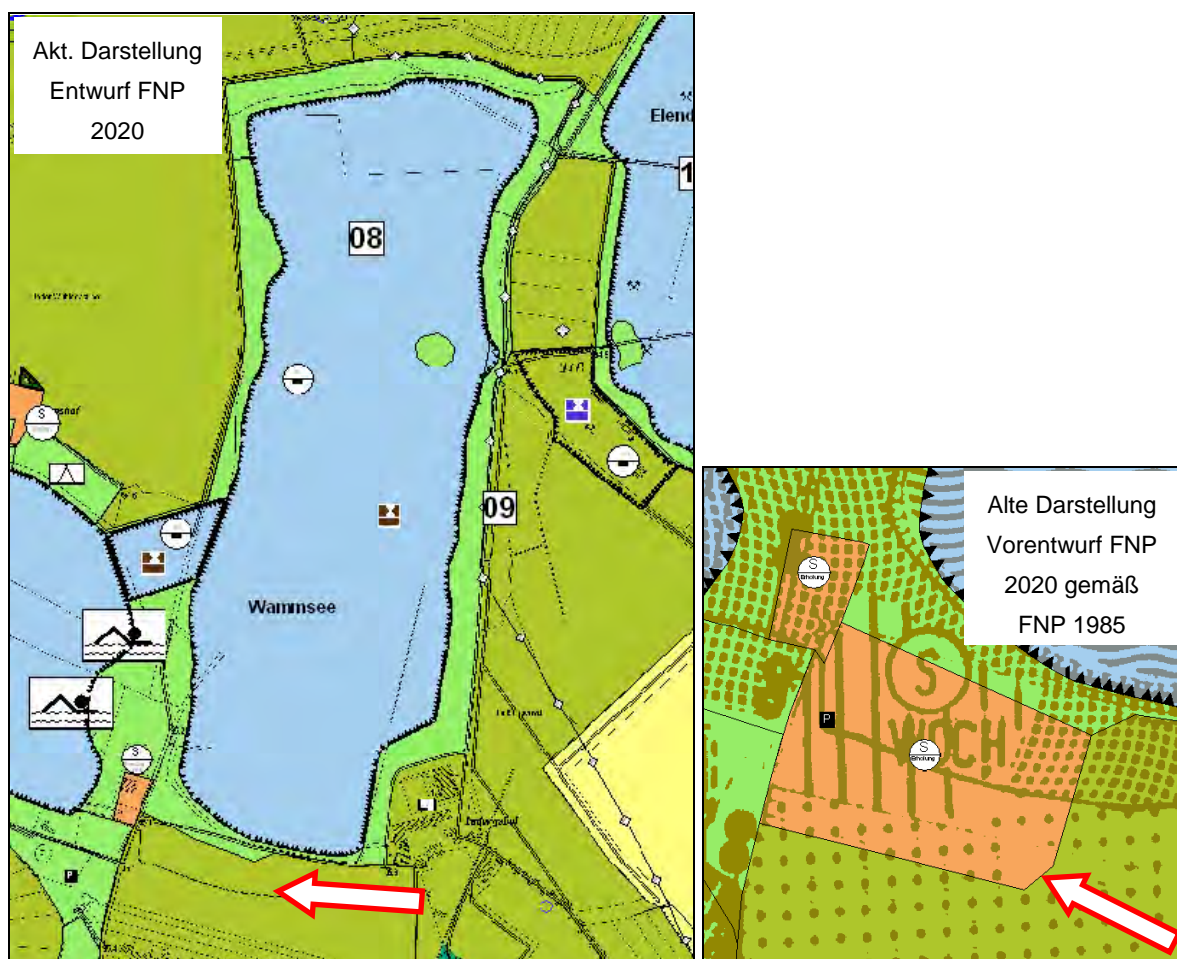 Akt. Darstellung
Entwurf FNP
2020
Elend
1
08
09
Wammsee
S
S
P
Alte Darstellung
Vorentwurf FNP
2020 gemäß
FNP 1985
S
Erholung
S
WOCH
P
S
Erholung